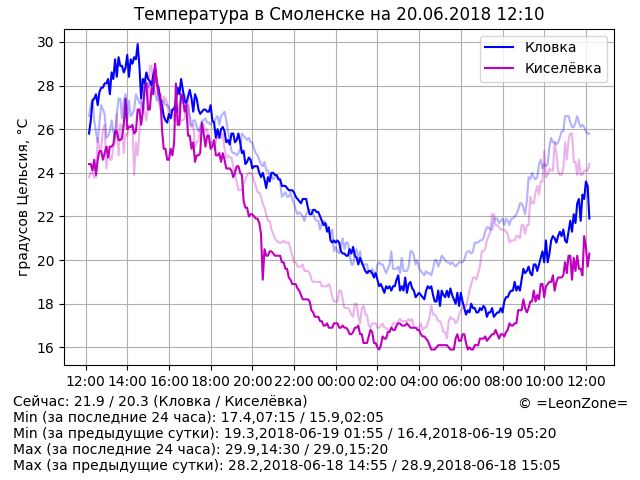 Температура в Смоленске на 20.06.2018 12:10
Кловка
Киселёвка
градусов Цельсия, °C
30
28
26
24
22
20
18
16
12:00 14:00 16:00 18:00 20:00 22:00 00:00 02:00 04:00 06:00 08:00 10:00 12:00
Сейчас: 21.9 / 20.3 (Кловка / Киселёвка)
© =LeonZone=
Min (за последние 24 часа): 17.4,07:15 / 15.9,02:05
Min (за предыдущие сутки): 19.3,2018-06-19 01:55 / 16.4,2018-06-19 05:20
Max (за последние 24 часа): 29.9,14:30 / 29.0,15:20
Max (за предыдущие сутки): 28.2,2018-06-18 14:55 / 28.9,2018-06-18 15:05